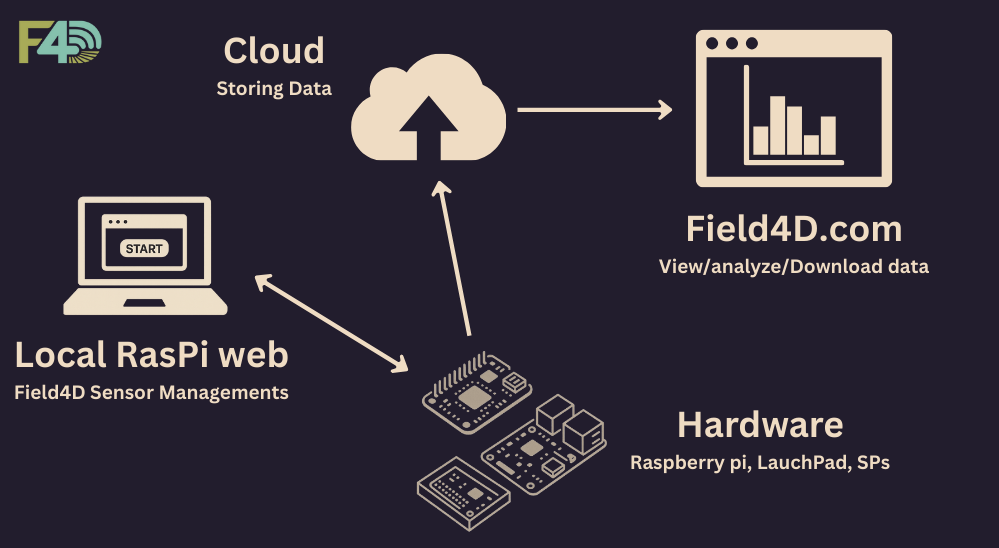 F4D
Cloud
Storing Data
Field4D.com
View/analyze/Download data
START
Local RasPi web
Field4D Sensor Managements
Hardware
Raspberry pi, LauchPad, SPs